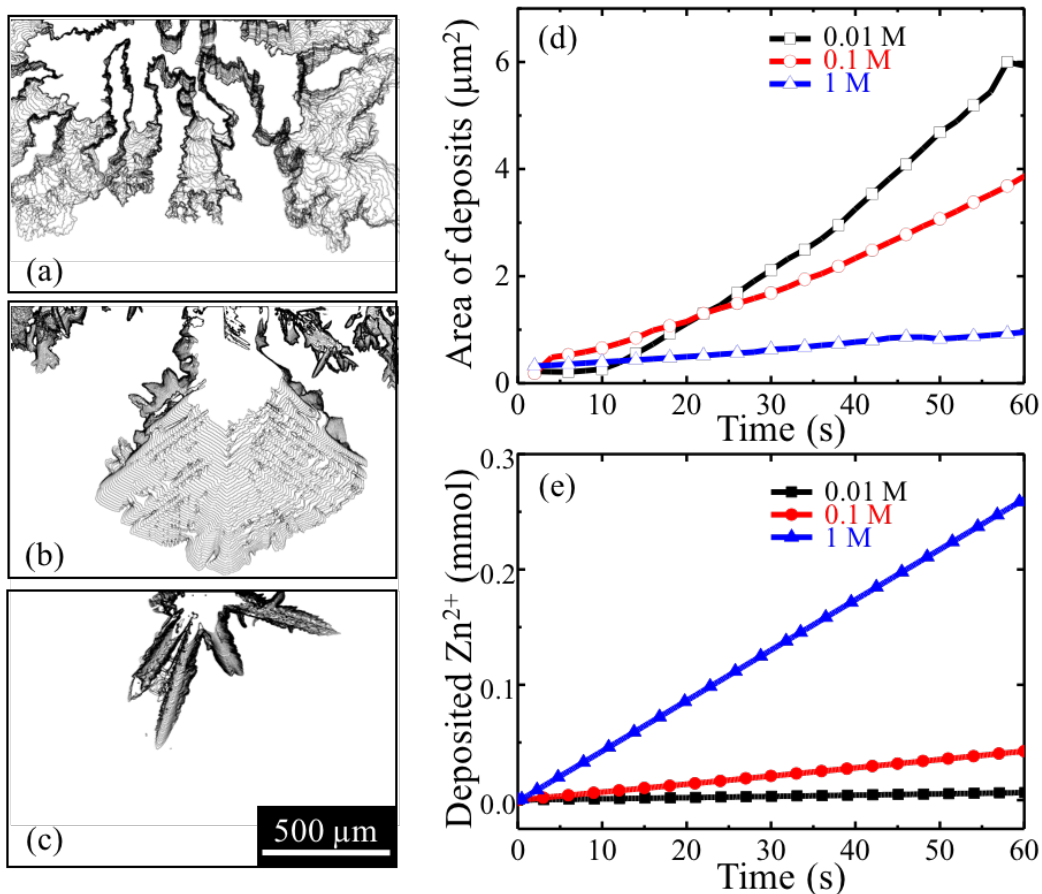 (a)
(b)
(c)
500 µm
(d)
0.01 M
0.1 M
1 M
Area of deposits (µm²)
6
4
2
0
0 10 20 30 40 50 60
Time (s)
(e)
0.01 M
0.1 M
1 M
Deposited Zn²⁺ (mmol)
0.3
0.2
0.1
0.0
0 10 20 30 40 50 60
Time (s)